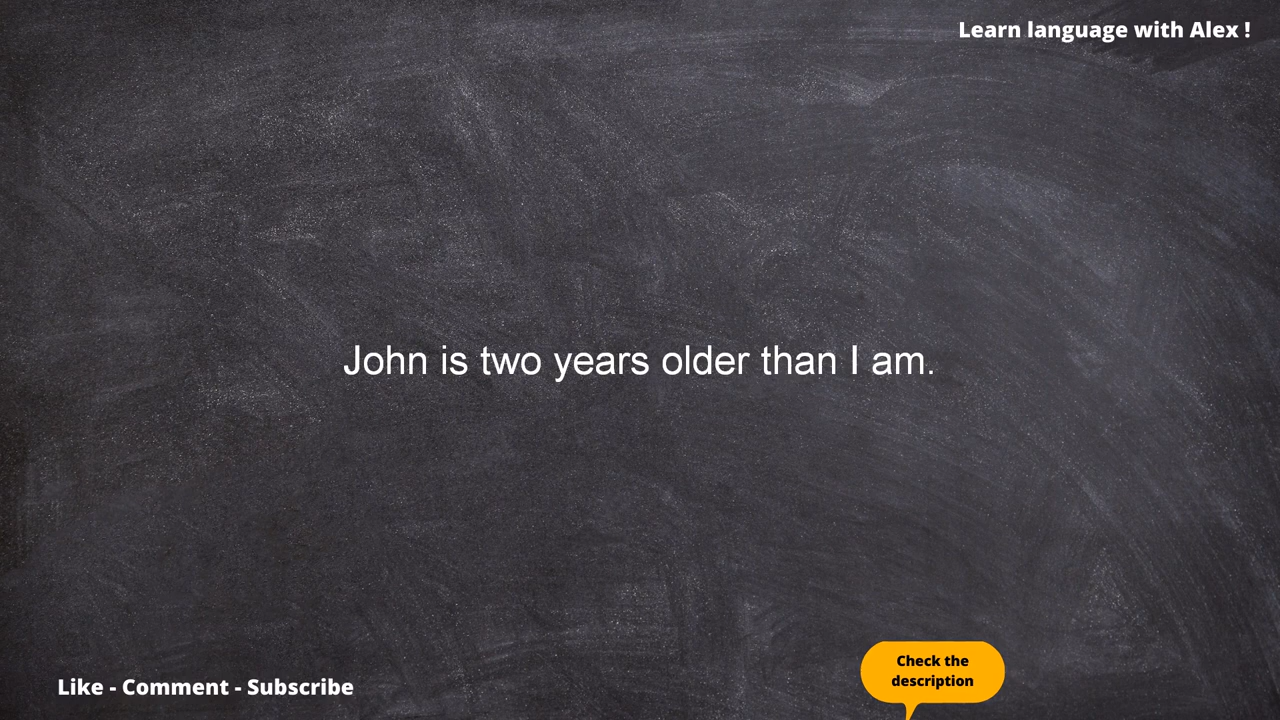 Learn language with Alex !
John is two years older than I am.
Check the
description
Like - Comment - Subscribe